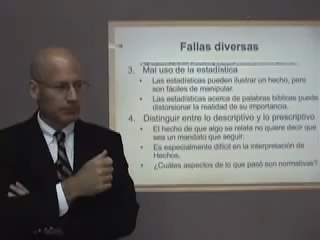 Fallas diversas
3. Mal uso de la estadística
• Las estadísticas pueden ilustrar un hecho, pero
son fáciles de manipular.
• Las estadísticas acerca de palabras bíblicas puede
distorsionar la realidad de su importancia.
4. Distinguir entre lo descriptivo y lo prescriptivo
• El hecho de que algo se relata no quiere decir que
sea un mandato que seguir.
• Es especialmente difícil en la interpretación de
Hechos.
• ¿Cuáles aspectos de lo que pasó son normativas?